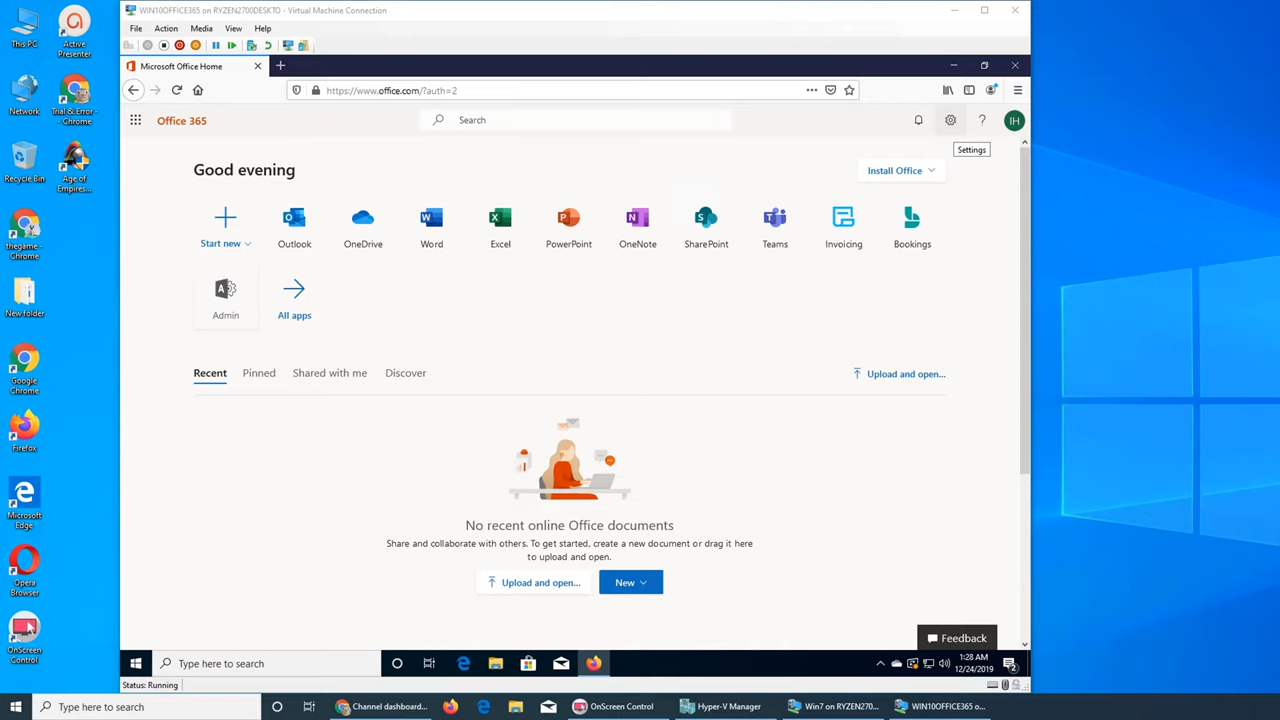 This PC
Active
Presenter
Network
Trial & Error -
- Chrome
Recycle Bin
Age of
Empires...
thegame -
Chrome
New folder
Google
Chrome
Firefox
Microsoft
Edge
Opera
Browser
OnScreen
Control
WIN10OFFICE365 on RYZEN2700DESKTO - Virtual Machine Connection
File Action Media View Help
Microsoft Office Home
https://www.office.com/?auth=2
Office 365
Search
IH
Settings
Good evening
Install Office
Start new
Outlook
OneDrive
Word
Excel
PowerPoint
OneNote
SharePoint
Teams
Invoicing
Bookings
Admin
All apps
Recent Pinned Shared with me Discover
Upload and open...
No recent online Office documents
Share and collaborate with others. To get started, create a new document or drag it here
to upload and open.
Upload and open...
New
Feedback
Type here to search
1:28 AM
12/24/2019
2
Status: Running
Type here to search
Channel dashboard...
OnScreen Control
Hyper-V Manager
Win7 on RYZEN270...
WIN10OFFICE365 o...